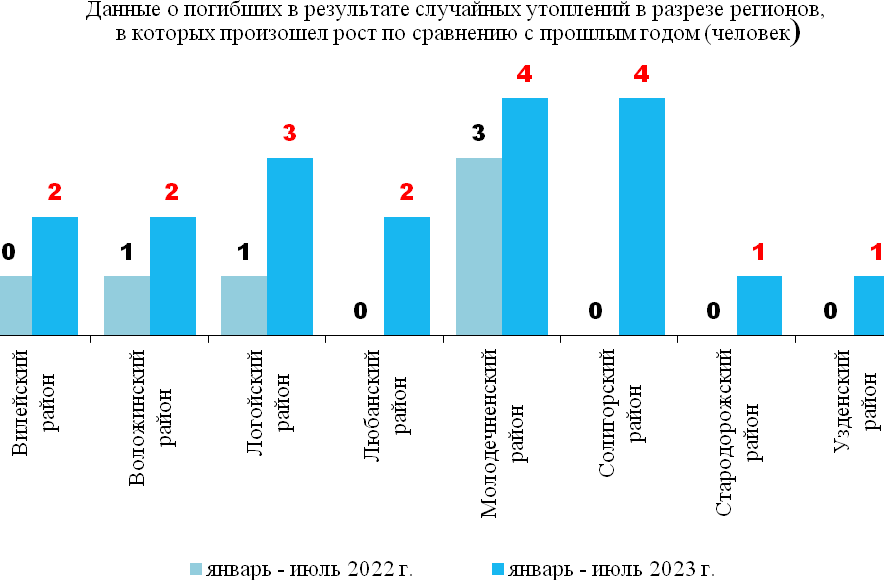 Данные о погибших в результате случайных утоплений в разрезе регионов,
в которых произошел рост по сравнению с прошлым годом (человек)
0 2 1 2 1 3 0 2 3 4 0 4 0 1 0 1
Вилейский
район
Воложинский
район
Логойский
район
Любанский
район
Молодечненский
район
Солигорский
район
Стародорожский
район
Узденский
район
январь - июль 2022 г.
январь - июль 2023 г.